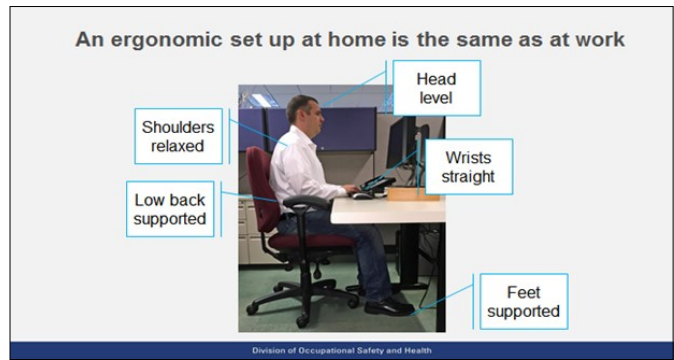 An ergonomic set up at home is the same as at work
Head
level
Shoulders
relaxed
Wrists
straight
Low back
supported
Feet
supported
Division of Occupational Safety and Health